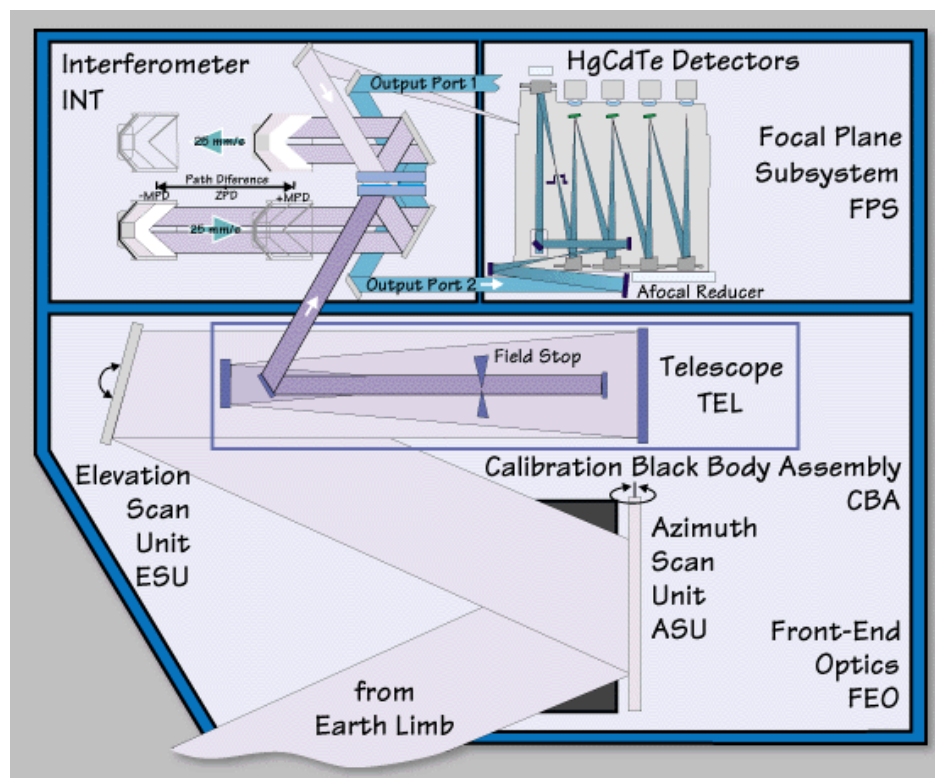 Interferometer
INT
Output Port 1
25 mm/s
Path Diference
-MPD
ZPD
+MPD
25 mm/s
Output Port 2
HgCdTe Detectors
Focal Plane
Subsystem
FPS
Afocal Reducer
Field Stop
Telescope
TEL
Elevation
Scan
Unit
ESU
Calibration Black Body Assembly
CBA
Azimuth
Scan
Unit
ASU
Front-End
Optics
FEO
from
Earth Limb